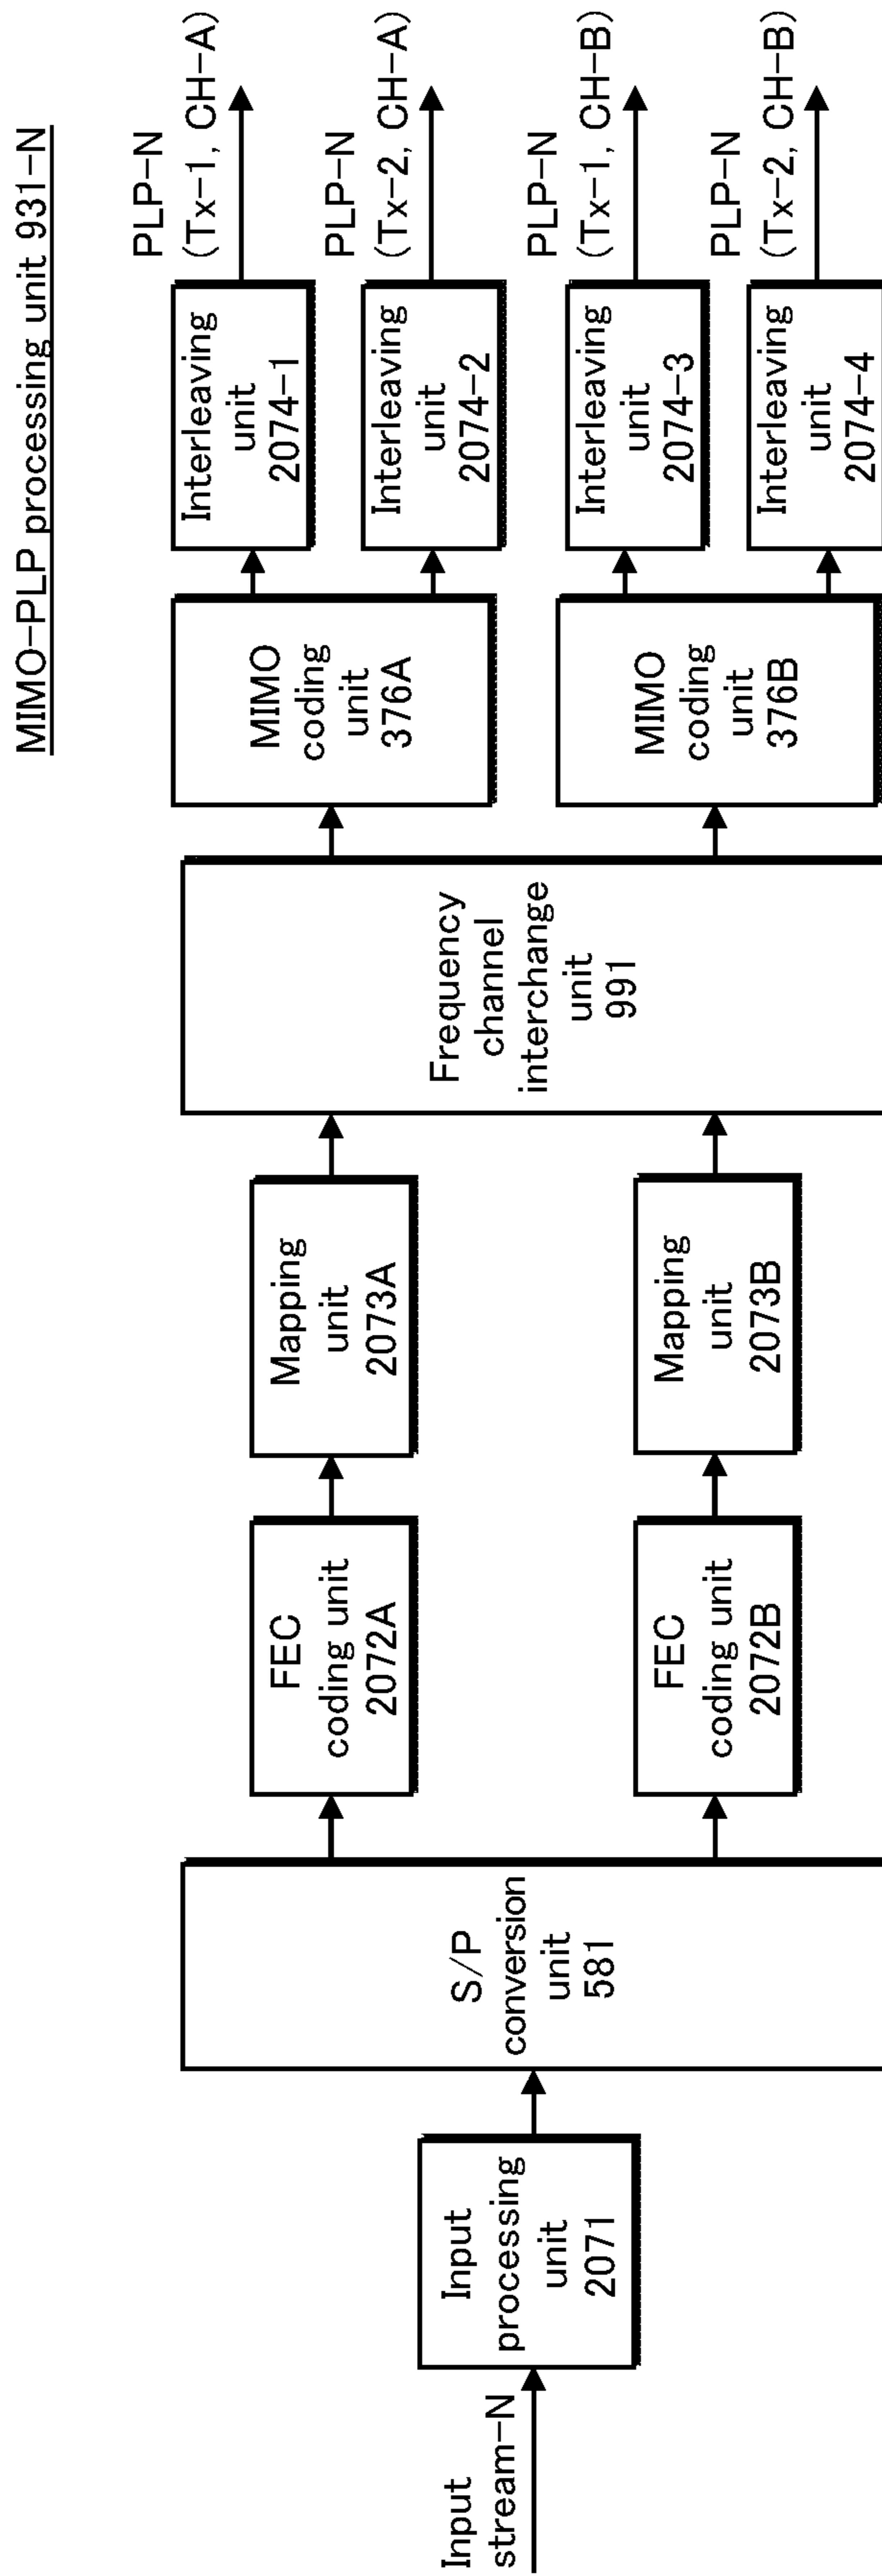 MIMO-PLP processing unit 931-N
Input
stream-N
Input
processing
unit
2071
S/P
conversion
unit
581
FEC
coding unit
2072A
Mapping
unit
2073A
FEC
coding unit
2072B
Mapping
unit
2073B
Frequency
channel
interchange
unit
991
MIMO
coding
unit
376A
MIMO
coding
unit
376B
Interleaving
unit
2074-1
PLP-N
(Tx-1, CH-A)
Interleaving
unit
2074-2
PLP-N
(Tx-2, CH-A)
Interleaving
unit
2074-3
PLP-N
(Tx-1, CH-B)
Interleaving
unit
2074-4
PLP-N
(Tx-2, CH-B)